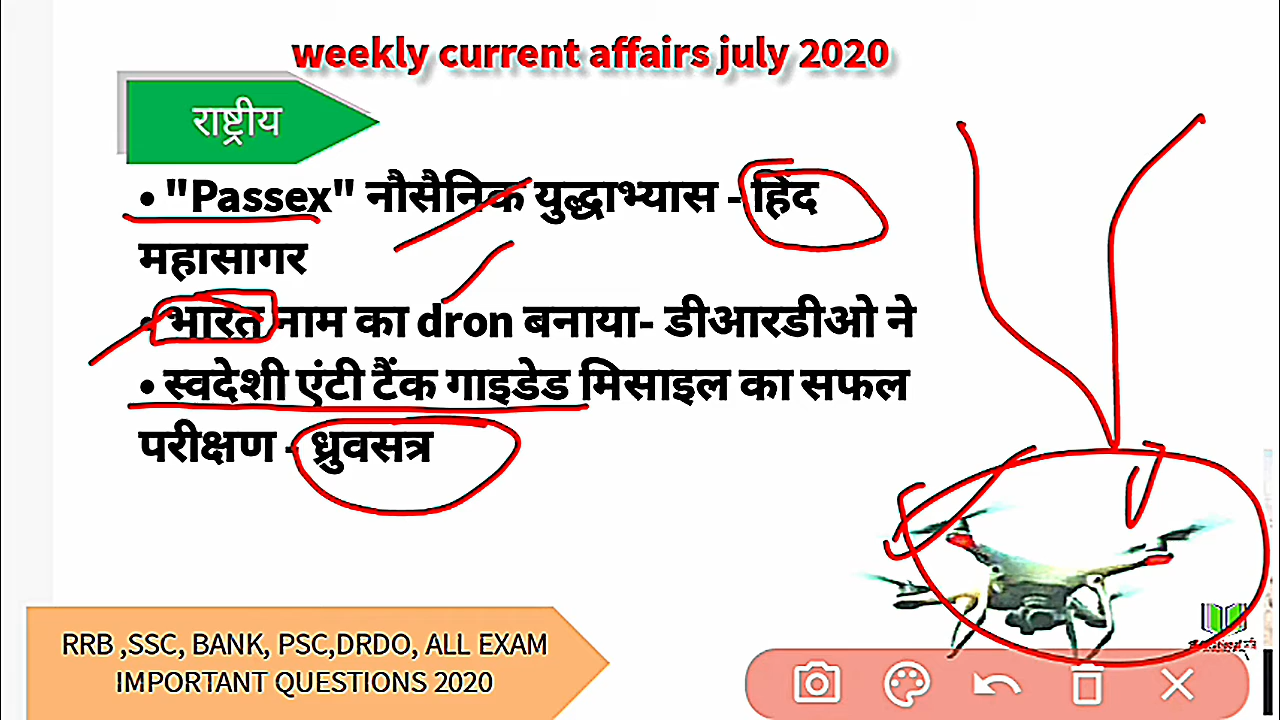 weekly current affairs july 2020
राष्ट्रीय
• "Passex" नौसैनिक युद्धाभ्यास - हिंद
महासागर
• भारत नाम का dron बनाया- डीआरडीओ ने
• स्वदेशी एंटी टैंक गाइडेड मिसाइल का सफल
परीक्षण - ध्रुवसत्र
RRB ,SSC, BANK, PSC,DRDO, ALL EXAM
IMPORTANT QUESTIONS 2020